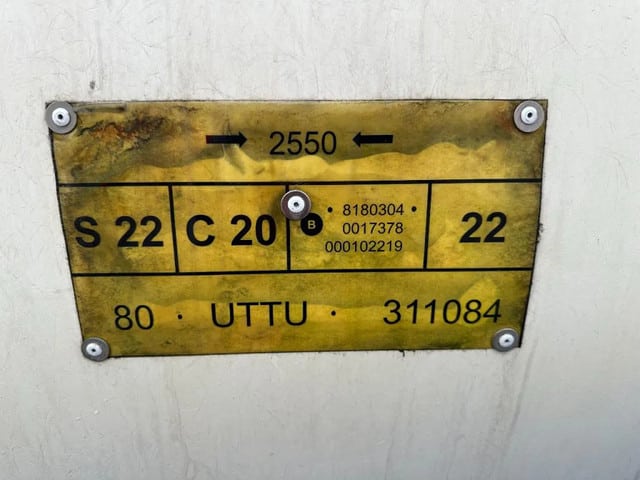 ➡ 2550 ⬅
S 22 C 20 B • 8180304 • 22
0017378
000102219
80 · UTTU · 311084